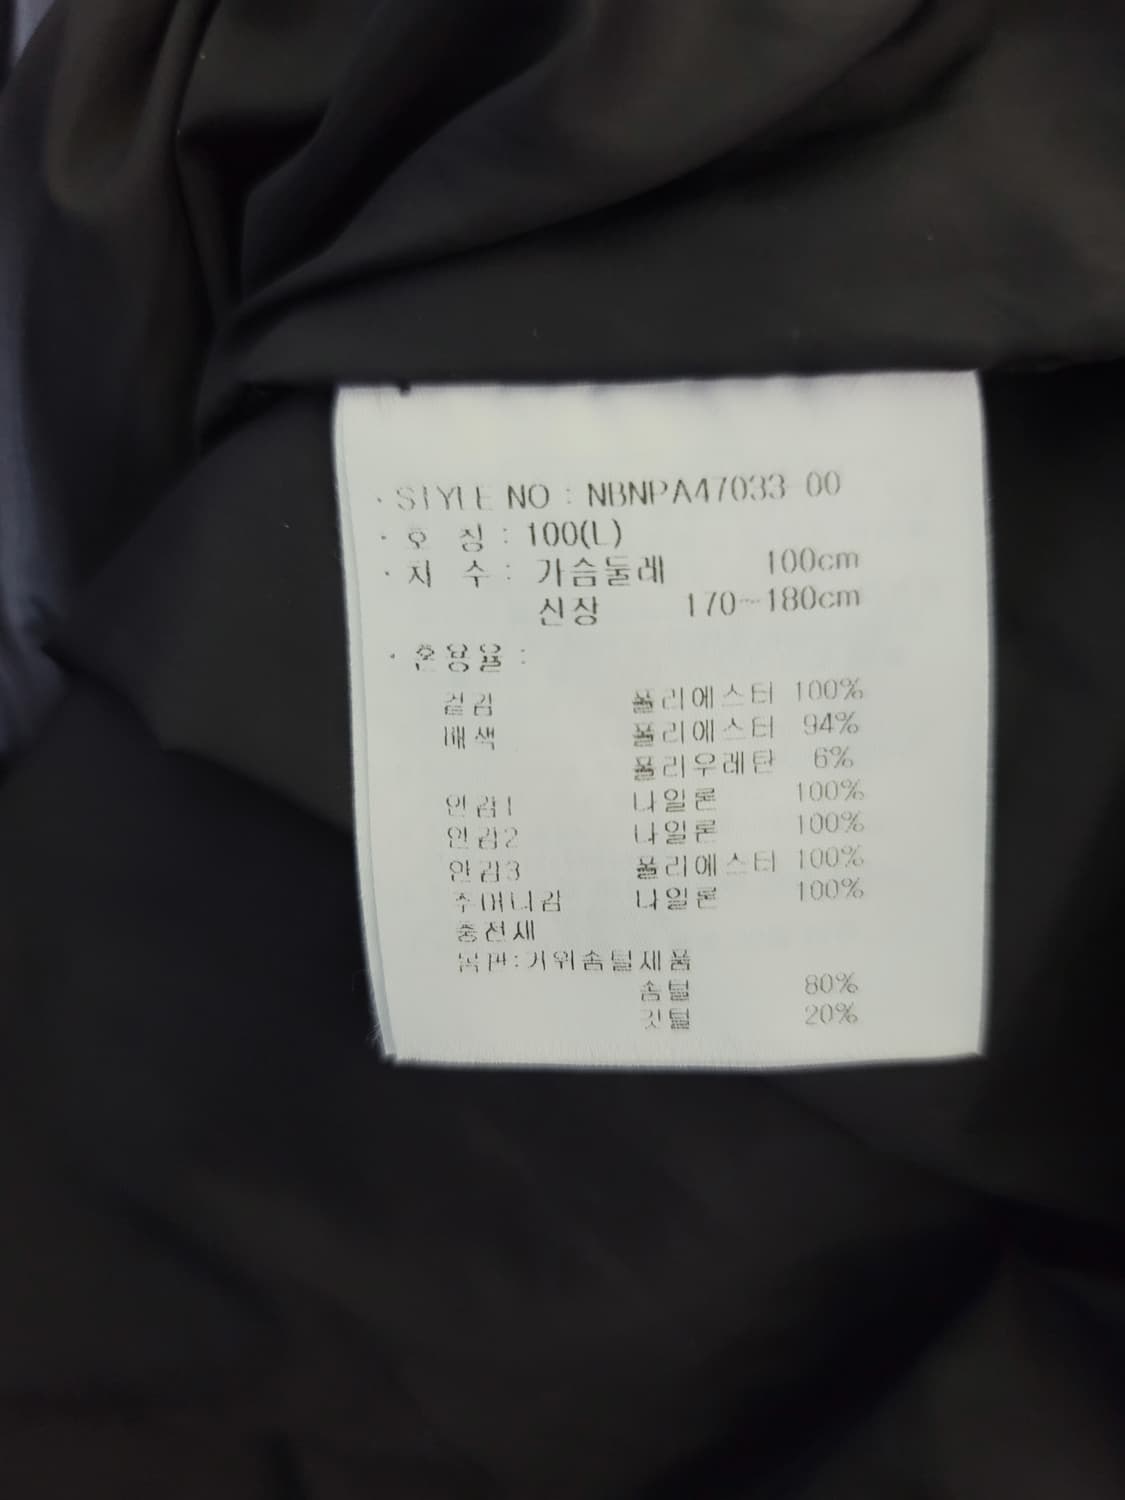 · STYLE NO : NBNPA47033-00
· 호 칭 : 100(L)
· 치 수 : 가슴둘레 100cm
신장 170~180cm
· 혼용율 :
겉감 폴리에스터 100%
배색 폴리에스터 94%
폴리우레탄 6%
안감1 나일론 100%
안감2 나일론 100%
안감3 폴리에스터 100%
주머니감 나일론 100%
충전재
몸판:거위솜털제품
솜털 80%
깃털 20%